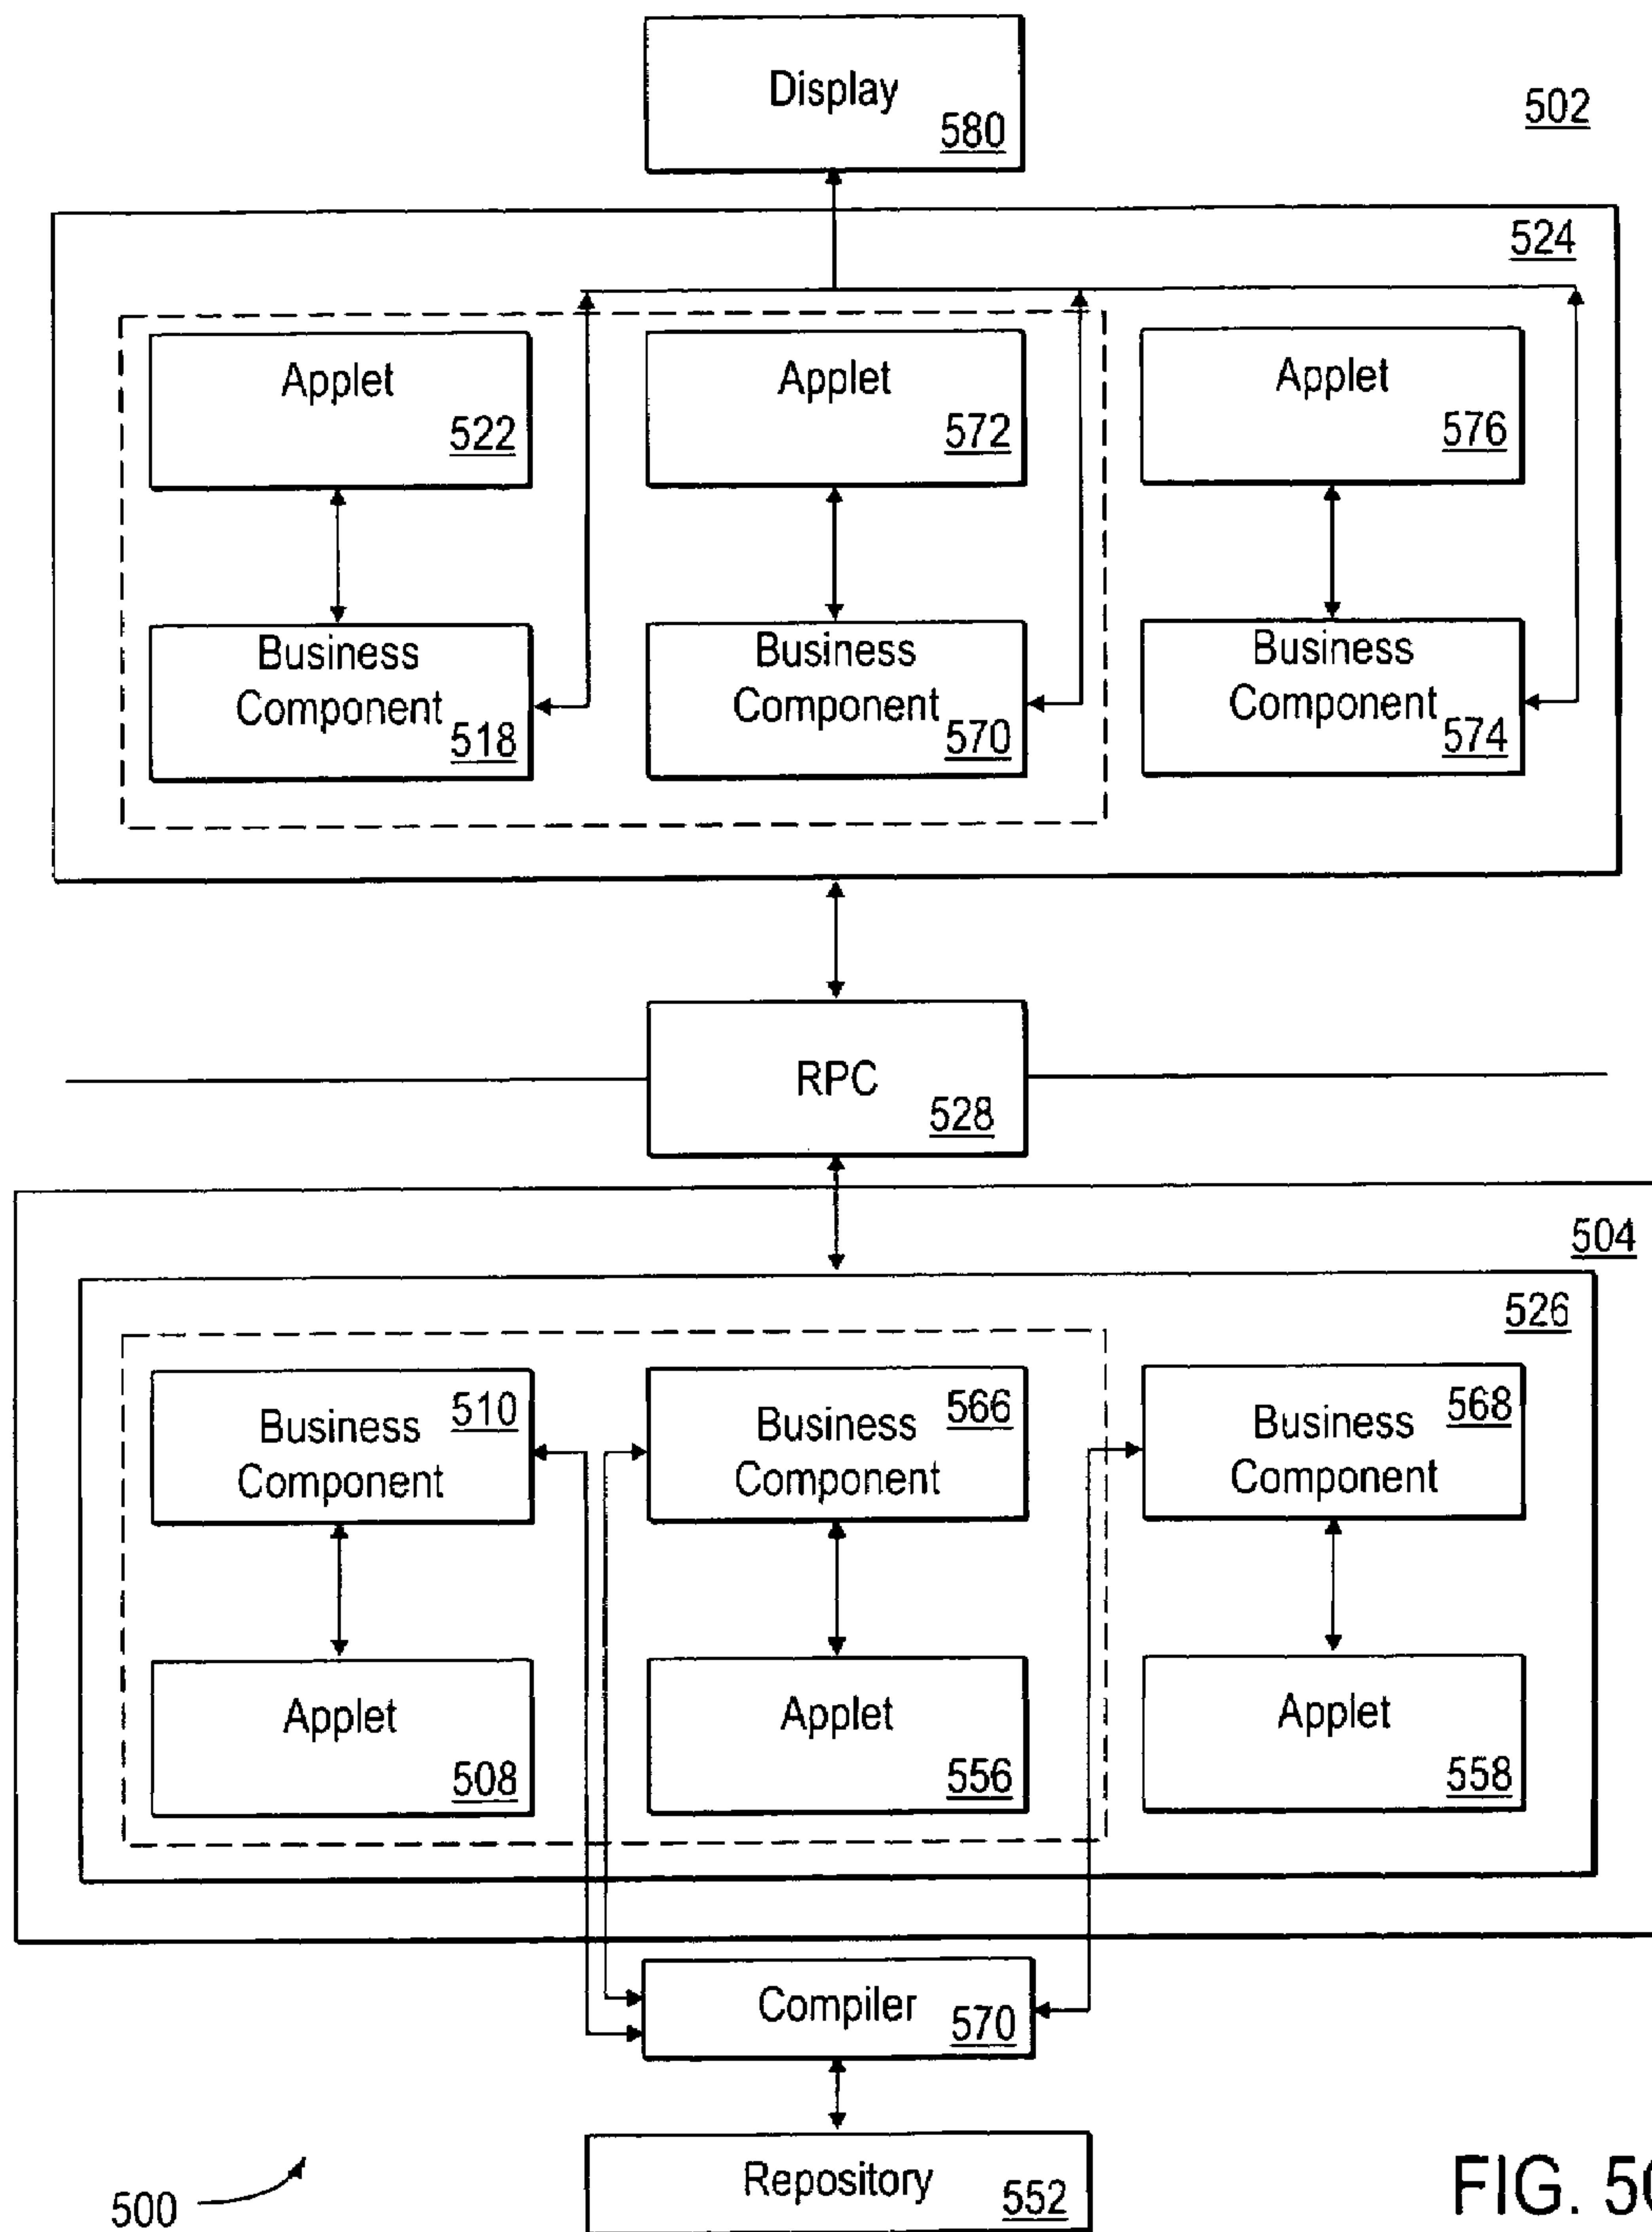 Display
580
502
524
Applet
522
Applet
572
Applet
576
Business
Component
518
Business
Component
570
Business
Component
574
RPC
528
504
526
Business
Component
510
Business
Component
566
Business
Component
568
Applet
508
Applet
556
Applet
558
Compiler
570
Repository
552
500
FIG.